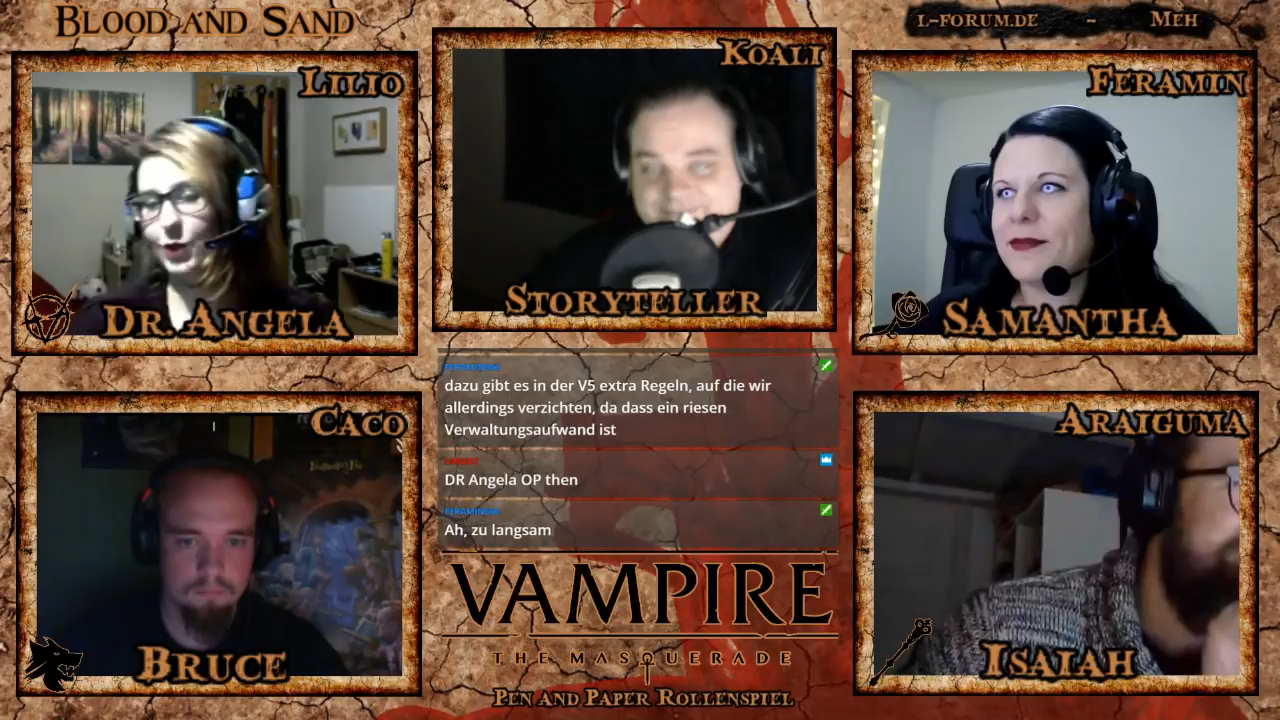 Blood and Sand
l-forum.de - Meh
Lilio
Dr. Angela
Koali
Storyteller
Feramin
Samantha
dazu gibt es in der V5 extra Regeln, auf die wir
allerdings verzichten, da dass ein riesen
Verwaltungsaufwand ist
DR Angela OP then
Ah, zu langsam
Caco
Bruce
VAMPIRE
THE MASQUERADE
Pen and Paper Rollenspiel
Araiguma
Isaiah